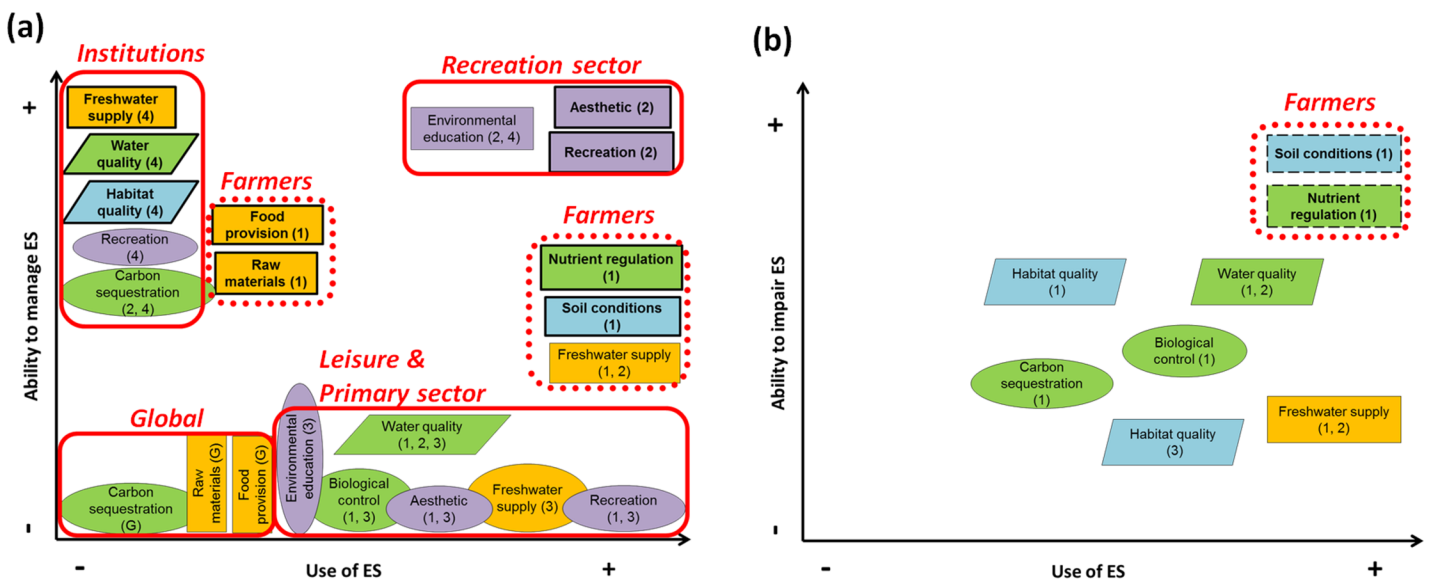 (a)
Institutions
Recreation sector
+
Freshwater
supply (4)
Water
quality (4)
Habitat
quality (4)
Recreation
(4)
Carbon
sequestration
(2, 4)
Environmental
education (2, 4)
Aesthetic (2)
Recreation (2)
Farmers
Food
provision (1)
Raw
materials (1)
Farmers
Nutrient regulation
(1)
Soil conditions
(1)
Freshwater supply
(1, 2)
Ability to manage ES
Leisure &
Primary sector
Global
Carbon
sequestration
(G)
Raw
materials (G)
Food
provision (G)
Environmental
education (3)
Water quality
(1, 2, 3)
Biological
control
(1, 3)
Aesthetic
(1, 3)
Freshwater
supply (3)
Recreation
(1, 3)
-
-
Use of ES
+
(b)
+
Farmers
Soil conditions (1)
Nutrient
regulation (1)
Habitat quality
(1)
Water quality
(1, 2)
Biological
control (1)
Carbon
sequestration
(1)
Freshwater supply
(1, 2)
Habitat quality
(3)
Ability to impair ES
-
-
Use of ES
+